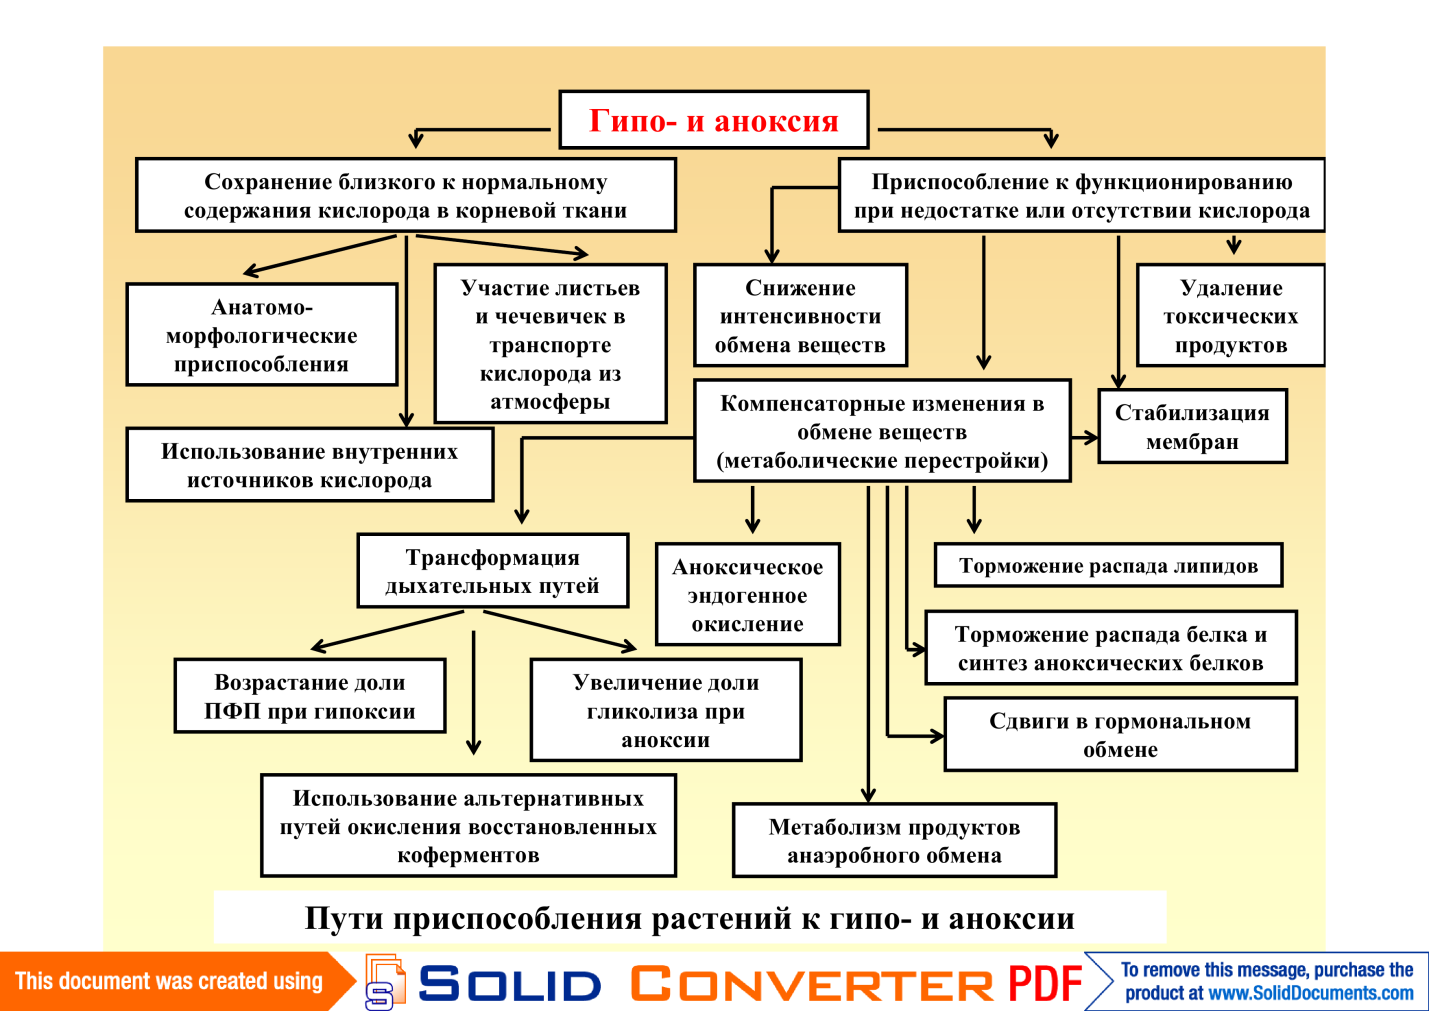 Гипо- и аноксия
Сохранение близкого к нормальному
содержания кислорода в корневой ткани
Приспособление к функционированию
при недостатке или отсутствии кислорода
Анатомо-
морфологические
приспособления
Участие листьев
и чечевичек в
транспорте
кислорода из
атмосферы
Снижение
интенсивности
обмена веществ
Удаление
токсических
продуктов
Использование внутренних
источников кислорода
Компенсаторные изменения в
обмене веществ
(метаболические перестройки)
Стабилизация
мембран
Трансформация
дыхательных путей
Аноксическое
эндогенное
окисление
Торможение распада липидов
Торможение распада белка и
синтез аноксических белков
Возрастание доли
ПФП при гипоксии
Увеличение доли
гликолиза при
аноксии
Сдвиги в гормональном
обмене
Использование альтернативных
путей окисления восстановленных
коферментов
Метаболизм продуктов
анаэробного обмена
Пути приспособления растений к гипо- и аноксии
This document was created using
S
SOLID CONVERTER PDF
To remove this message, purchase the
product at www.SolidDocuments.com